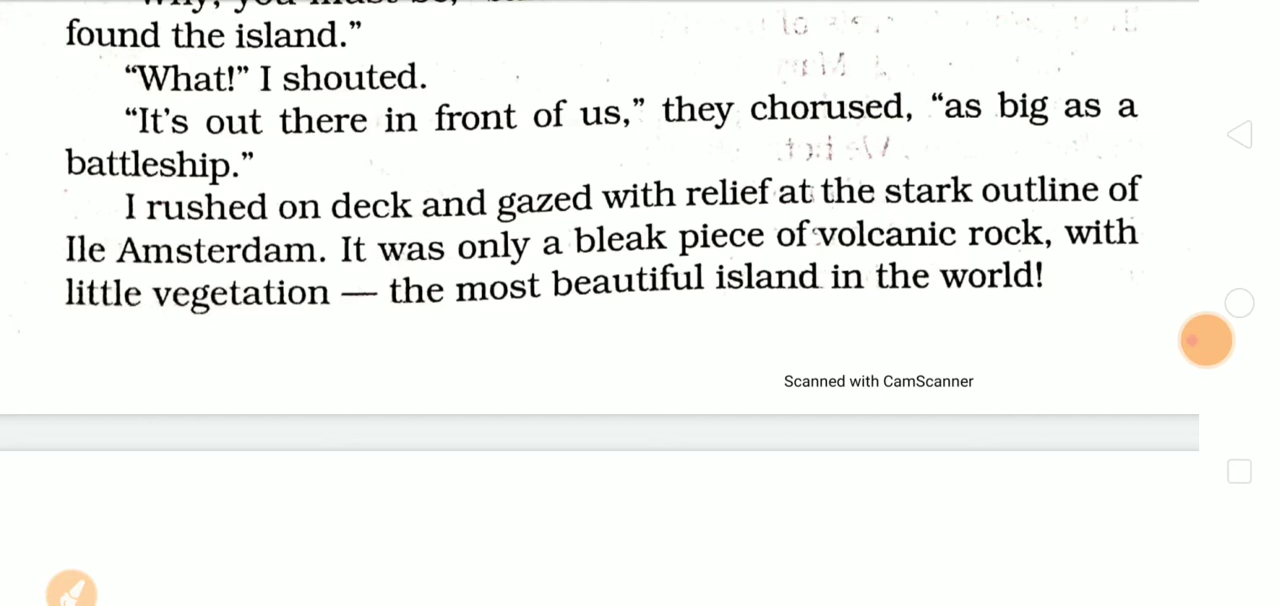 found the island.”
“What!” I shouted.
“It’s out there in front of us,” they chorused, “as big as a
battleship.”
I rushed on deck and gazed with relief at the stark outline of
Ile Amsterdam. It was only a bleak piece of volcanic rock, with
little vegetation — the most beautiful island in the world!
Scanned with CamScanner